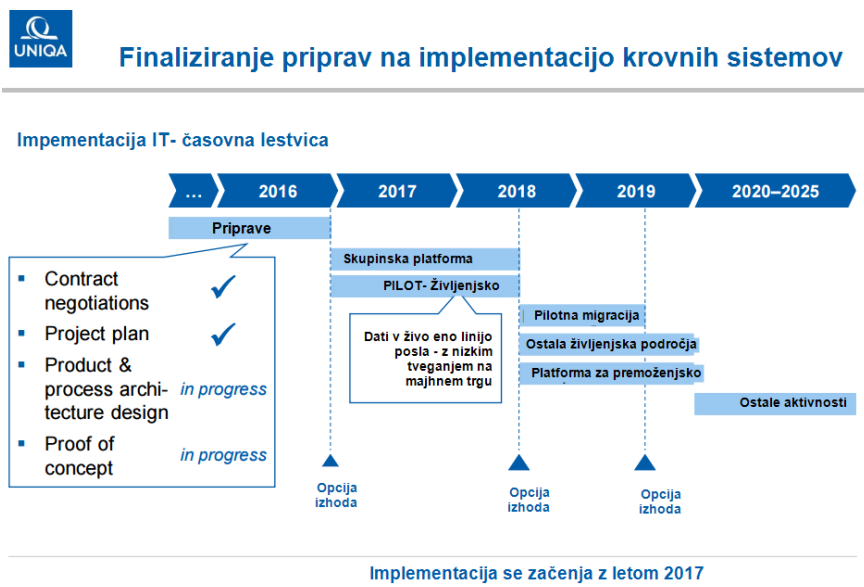 UNIQA
Finaliziranje priprav na implementacijo krovnih sistemov
Impementacija IT- časovna lestvica
... 2016 2017 2018 2019 2020–2025
Priprave
Skupinska platforma
PILOT- Življenjsko
Pilotna migracija
Ostala življenjska področja
Platforma za premoženjsko
Ostale aktivnosti
▪ Contract
negotiations ✓
▪ Project plan ✓
▪ Product &
process archi-
tecture design in progress
▪ Proof of
concept in progress
Dati v živo eno linijo
posla - z nizkim
tveganjem na
majhnem trgu
Opcija
izhoda
Opcija
izhoda
Opcija
izhoda
Implementacija se začenja z letom 2017